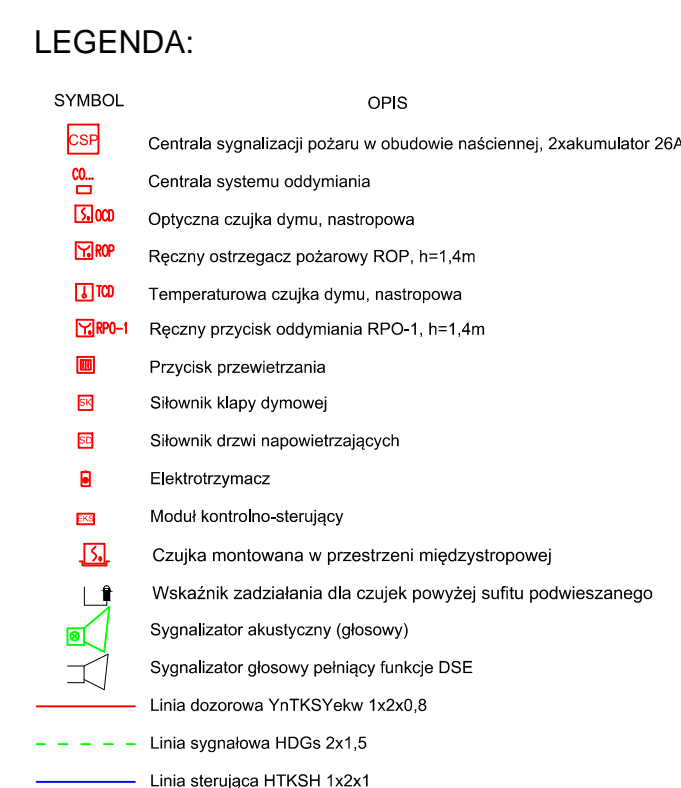 LEGENDA:
SYMBOL OPIS
CSP Centrala sygnalizacji pożaru w obudowie naściennej, 2xakumulator 26A
CO... Centrala systemu oddymiania
OCD Optyczna czujka dymu, nastropowa
ROP Ręczny ostrzegacz pożarowy ROP, h=1,4m
TCD Temperaturowa czujka dymu, nastropowa
RPO-1 Ręczny przycisk oddymiania RPO-1, h=1,4m
Przycisk przewietrzania
SK Siłownik klapy dymowej
SD Siłownik drzwi napowietrzających
Elektrotrzymacz
EKS Moduł kontrolno-sterujący
Czujka montowana w przestrzeni międzystropowej
Wskaźnik zadziałania dla czujek powyżej sufitu podwieszanego
Sygnalizator akustyczny (głosowy)
Sygnalizator głosowy pełniący funkcje DSE
Linia dozorowa YnTKSYekw 1x2x0,8
Linia sygnałowa HDGs 2x1,5
Linia sterująca HTKSH 1x2x1